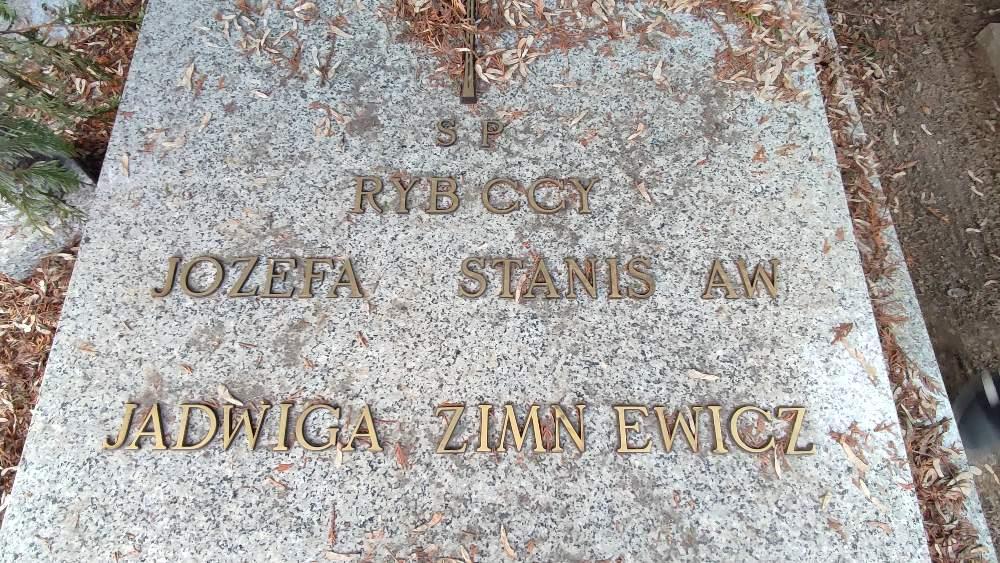 S P
RYB CCY
JOZEFA STANIS AW
JADWIGA ZIMN EWICZ